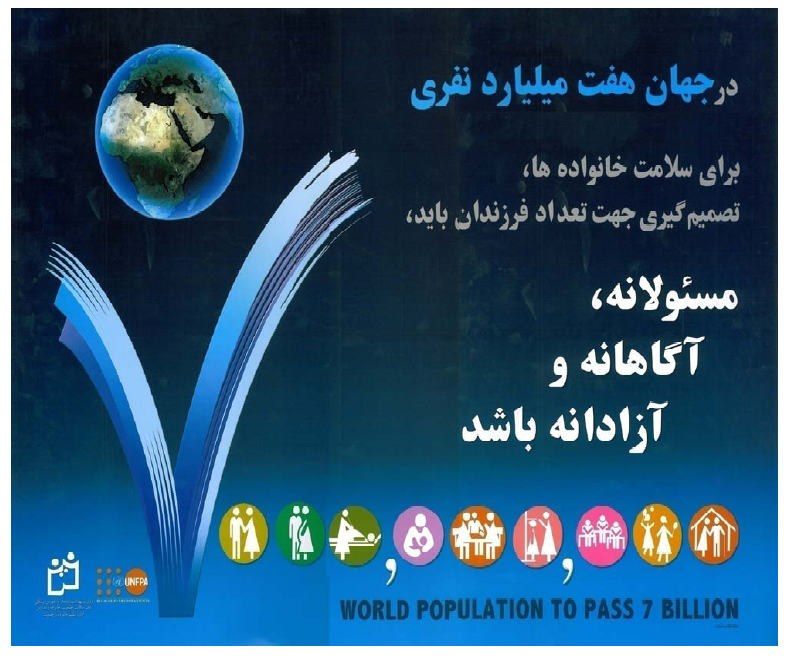 درجهان هفت میلیارد نفری
برای سلامت خانواده ها،
تصمیم گیری جهت تعداد فرزندان باید،
مسئولانه،
آگاهانه و
آزادانه باشد
UNFPA
WORLD POPULATION TO PASS 7 BILLION